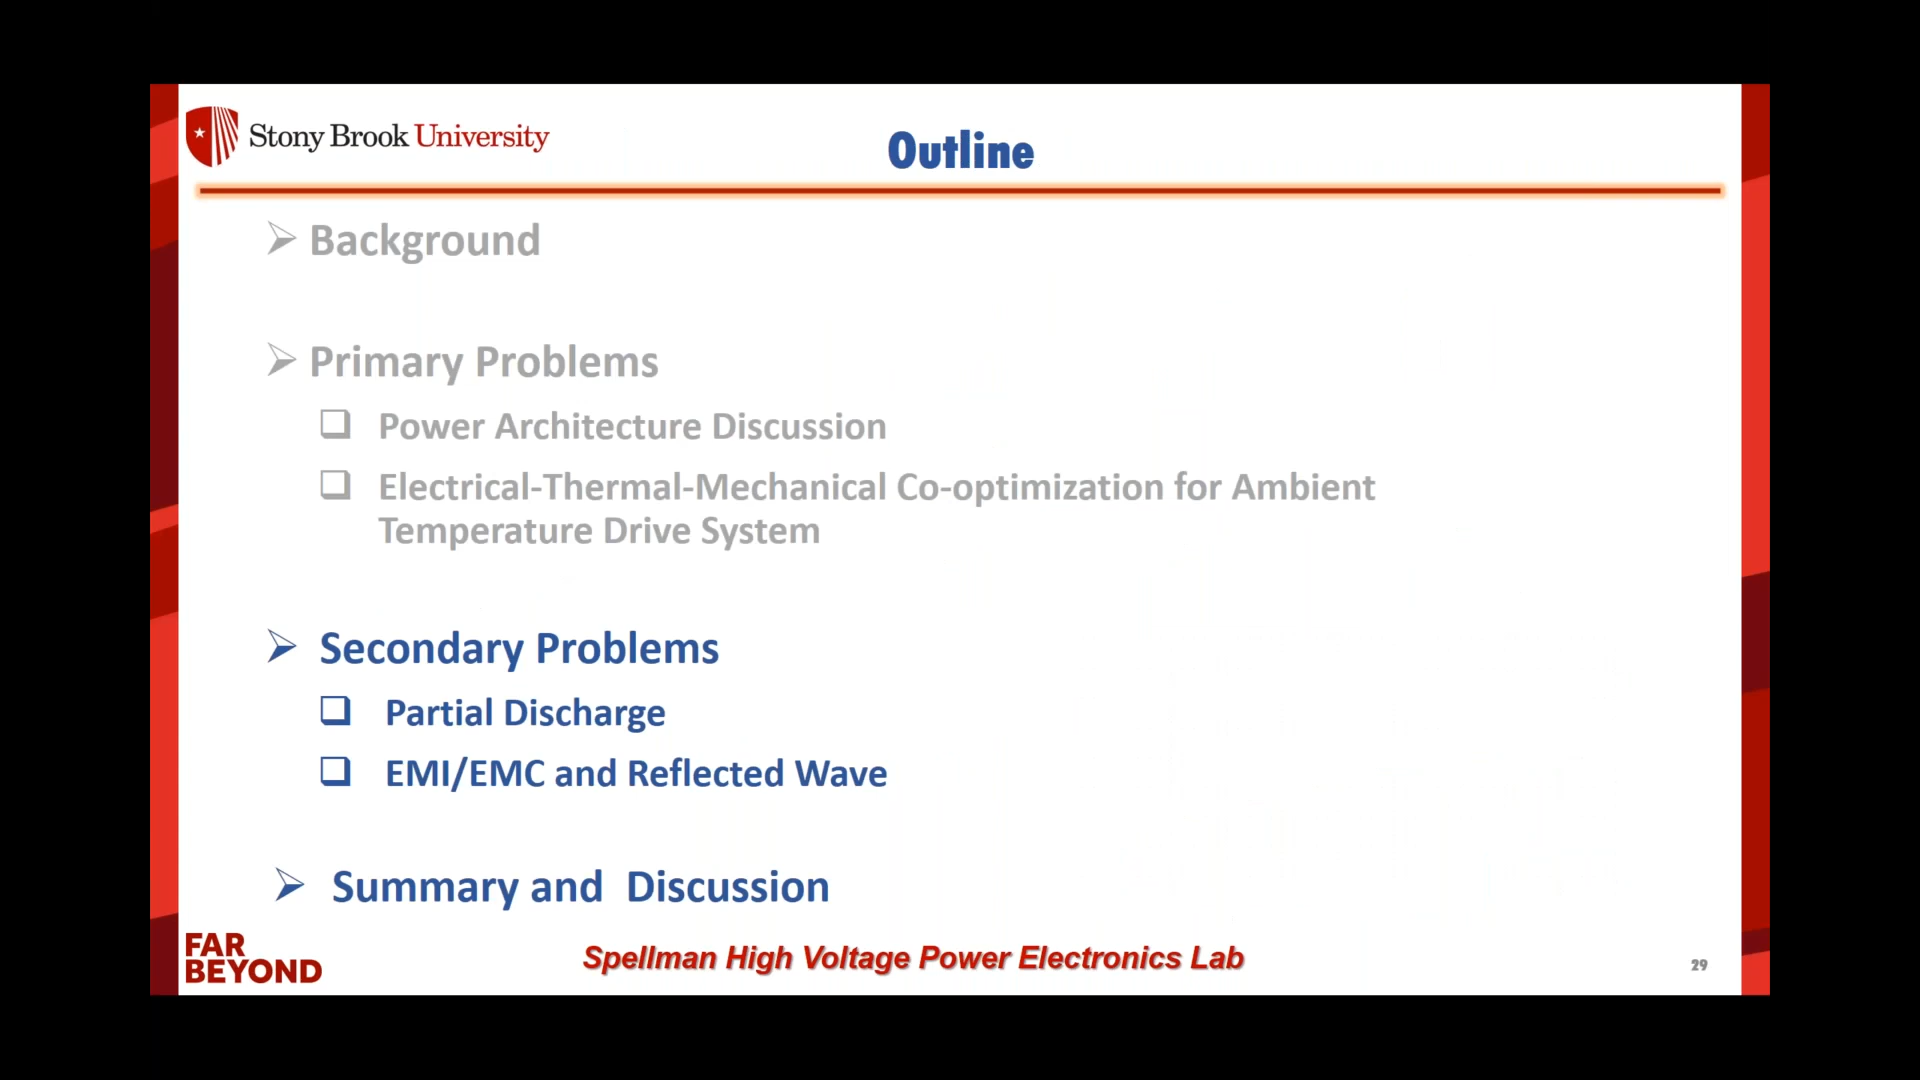 Stony Brook University
Outline
Background
Primary Problems
Power Architecture Discussion
Electrical-Thermal-Mechanical Co-optimization for Ambient
Temperature Drive System
Secondary Problems
Partial Discharge
EMI/EMC and Reflected Wave
Summary and Discussion
FAR
BEYOND
Spellman High Voltage Power Electronics Lab
29